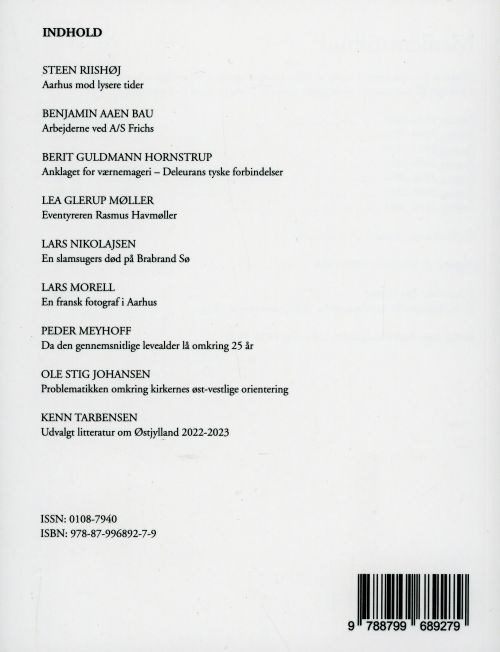 INDHOLD
STEEN RIISHØJ
Aarhus mod lysere tider
BENJAMIN AAEN BAU
Arbejderne ved A/S Frichs
BERIT GULDMANN HORNSTRUP
Anklaget for værnemageri – Deleurans tyske forbindelser
LEA GLERUP MØLLER
Eventyreren Rasmus Havmøller
LARS NIKOLAJSEN
En slamsugers død på Brabrand Sø
LARS MORELL
En fransk fotograf i Aarhus
PEDER MEYHOFF
Da den gennemsnitlige levealder lå omkring 25 år
OLE STIG JOHANSEN
Problematikken omkring kirkernes øst-vestlige orientering
KENN TARBENSEN
Udvalgt litteratur om Østjylland 2022-2023
ISSN: 0108-7940
ISBN: 978-87-996892-7-9
9 788799 689279